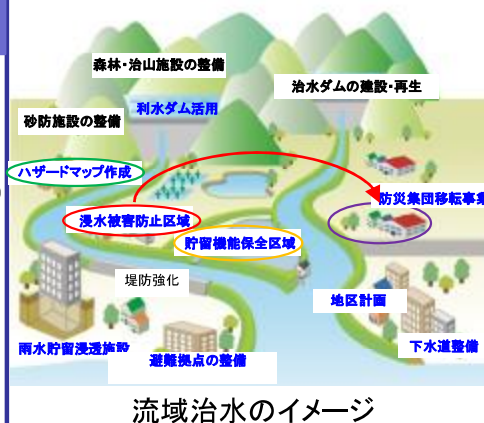 森林・治山施設の整備
治水ダムの建設・再生
利水ダム活用
砂防施設の整備
ハザードマップ作成
防災集団移転事業
浸水被害防止区域
貯留機能保全区域
堤防強化
地区計画
雨水貯留浸透施設
下水道整備
避難拠点の整備
流域治水のイメージ